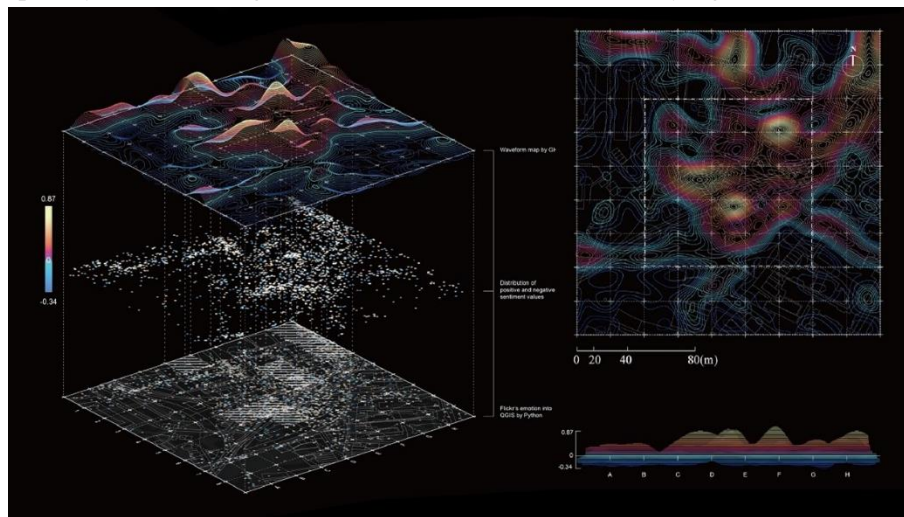 Waveform map by GH
0.87
-0.34
Distribution of
positive and negative
sentiment values
Flickr's emotion into
QGIS by Python
N
0 20 40 80(m)
0.87
0
-0.34
A B C D E F G H